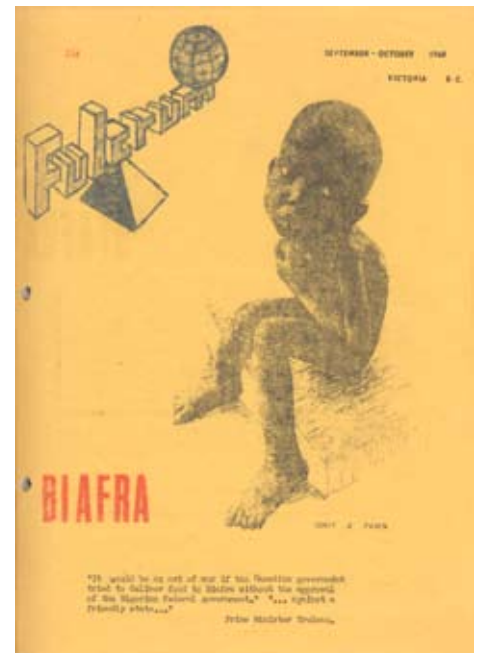 SEPTEMBER - OCTOBER 1968
VICTORIA B.C.
Fulcrum
BIAFRA
"It would be an act of war if the Canadian government
tried to deliver food to Biafra without the approval
of the Nigerian Federal government." "... against a
friendly state..."
Prime Minister Trudeau.